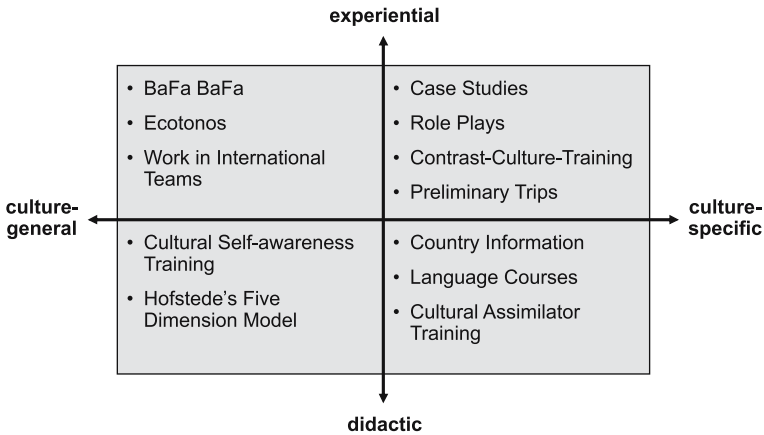 experiential
• BaFa BaFa
• Ecotonos
• Work in International
Teams
• Case Studies
• Role Plays
• Contrast-Culture-Training
• Preliminary Trips
culture-
general
culture-
specific
• Cultural Self-awareness
Training
• Hofstede's Five
Dimension Model
• Country Information
• Language Courses
• Cultural Assimilator
Training
didactic